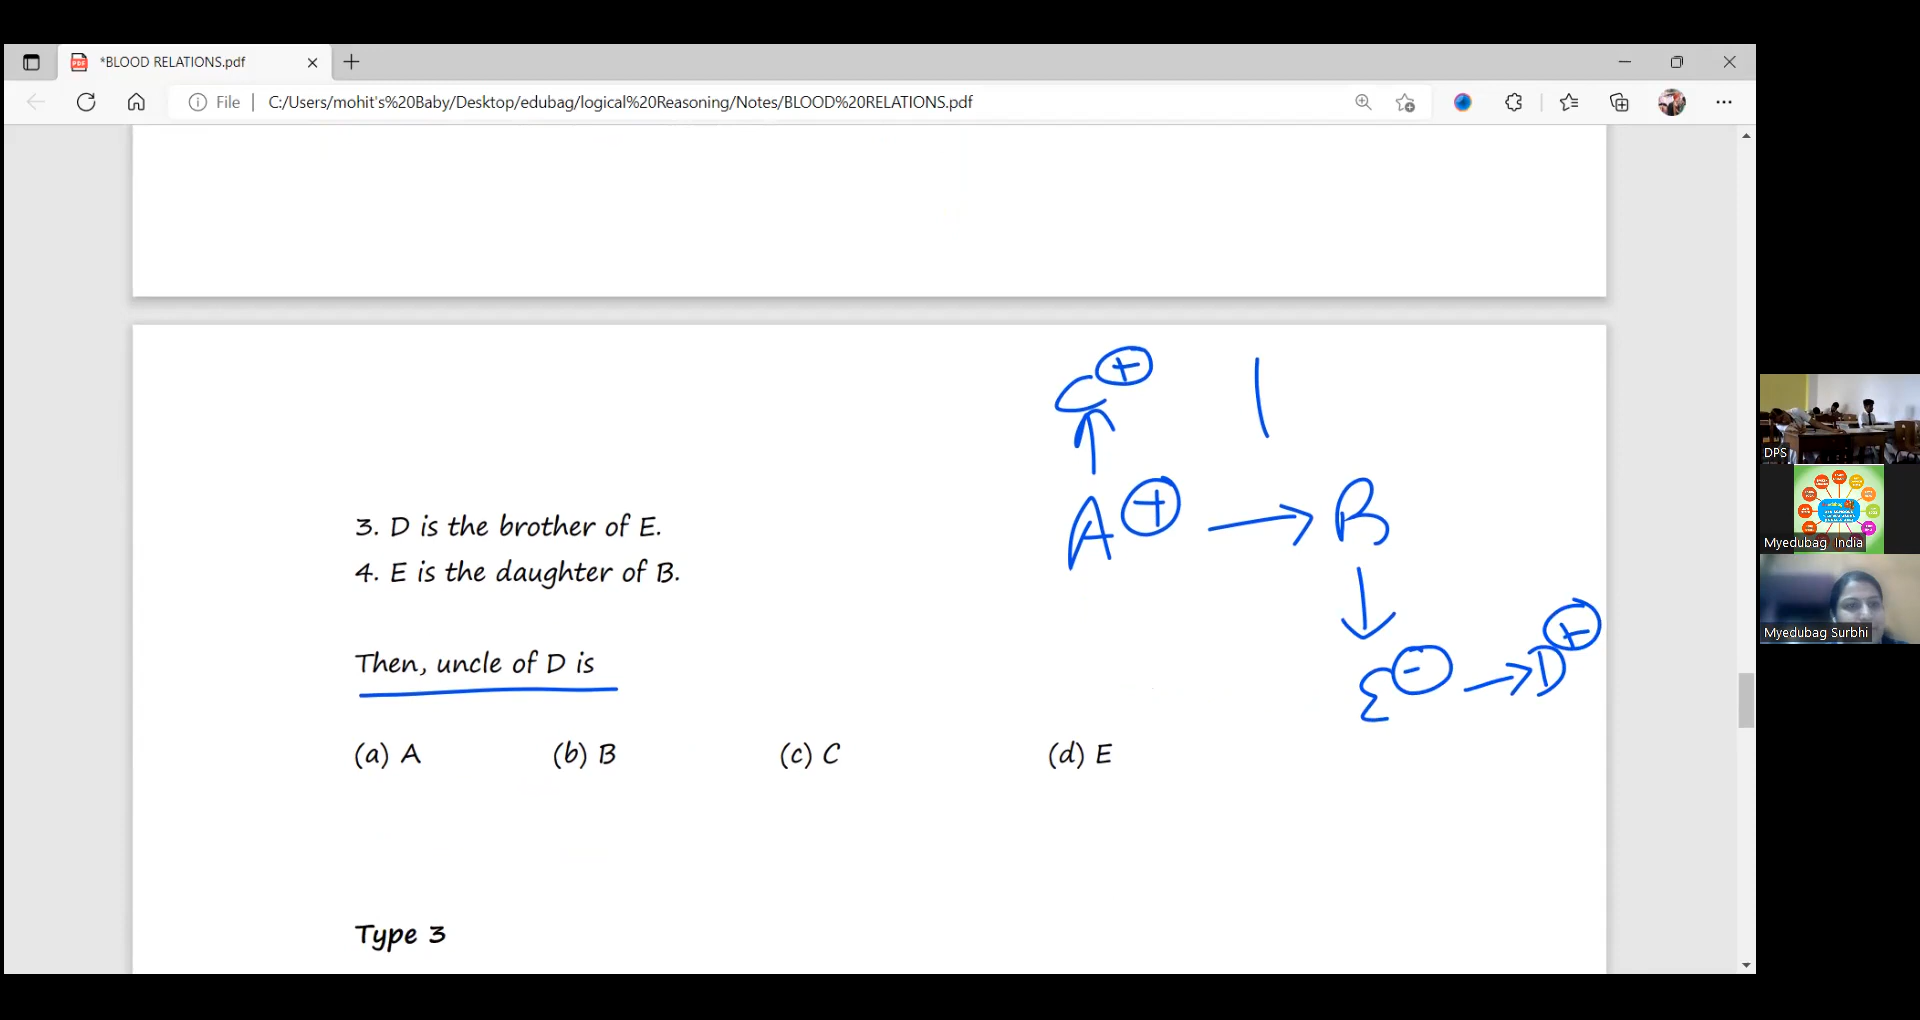 *BLOOD RELATIONS.pdf
File | C:/Users/mohit's%20Baby/Desktop/edubag/logical%20Reasoning/Notes/BLOOD%20RELATIONS.pdf
C +
A + → B
3. D is the brother of E.
4. E is the daughter of B.
E - → D +
Then, uncle of D is
(a) A (b) B (c) C (d) E
Type 3
DPS
Myedubag India
Myedubag Surbhi